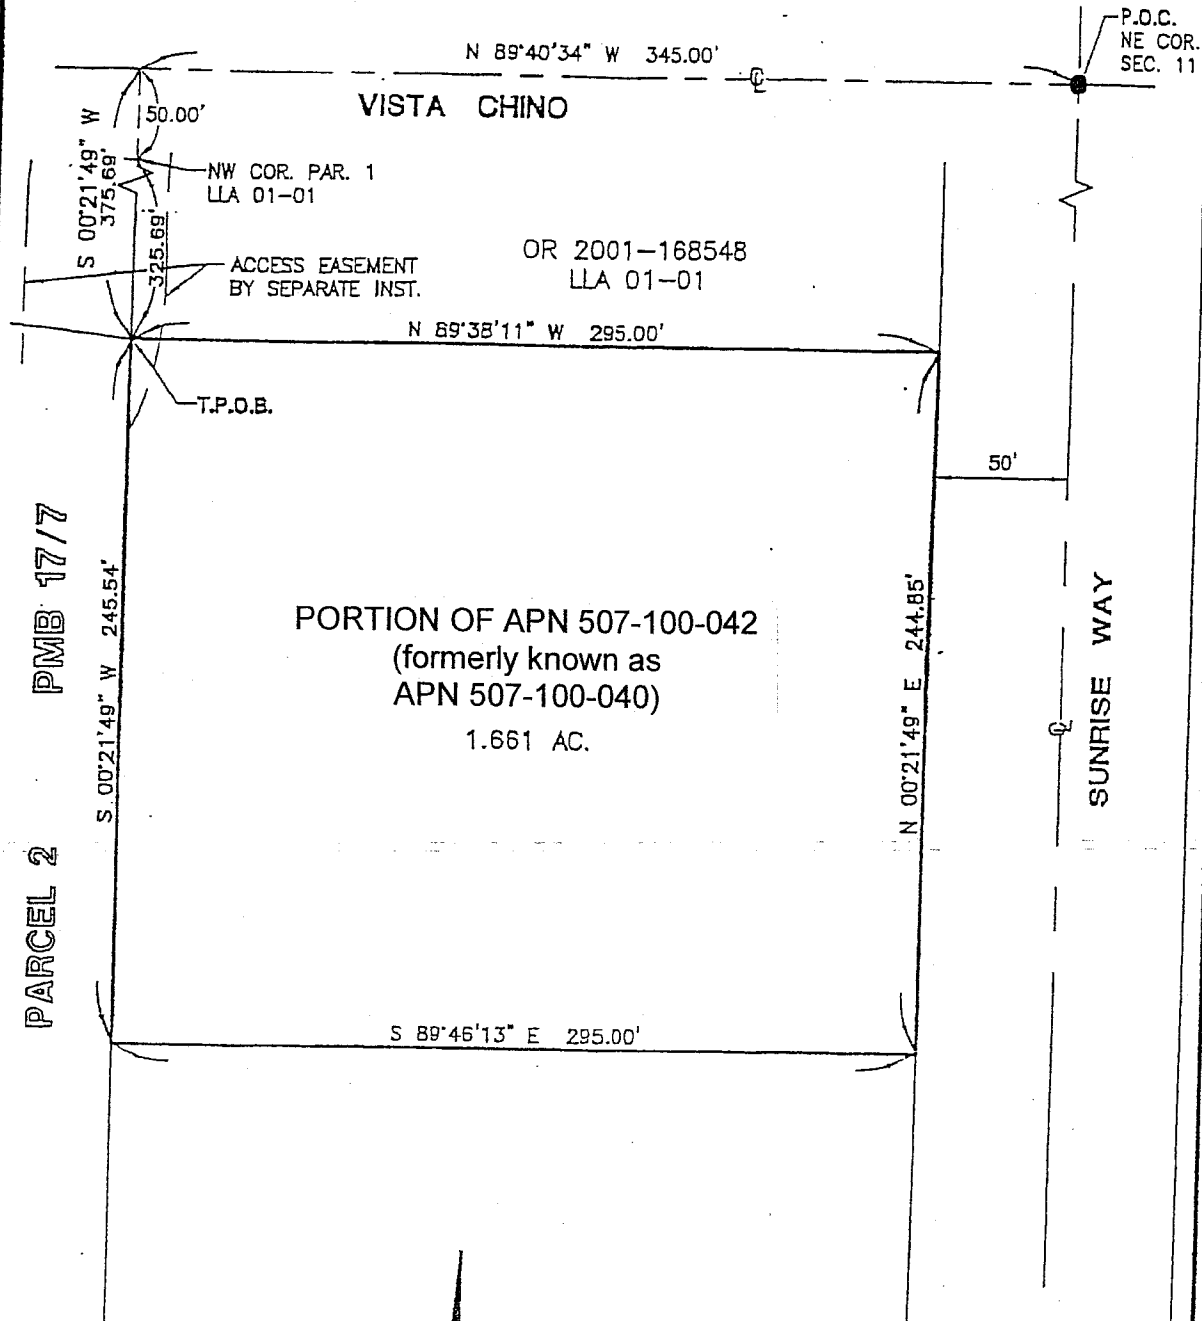 P.O.C.
NE COR.
SEC. 11
N 89°40'34" W 345.00'
℄
VISTA CHINO
50.00'
S 00°21'49" W
375.69'
NW COR. PAR. 1
LLA 01-01
325.69'
ACCESS EASEMENT
BY SEPARATE INST.
OR 2001-168548
LLA 01-01
N 89°38'11" W 295.00'
T.P.O.B.
50'
PMB 17/7
S 00°21'49" W 245.54'
PORTION OF APN 507-100-042
(formerly known as
APN 507-100-040)
1.661 AC.
N 00°21'49" E 244.85'
℄
SUNRISE WAY
PARCEL 2
S 89°46'13" E 295.00'